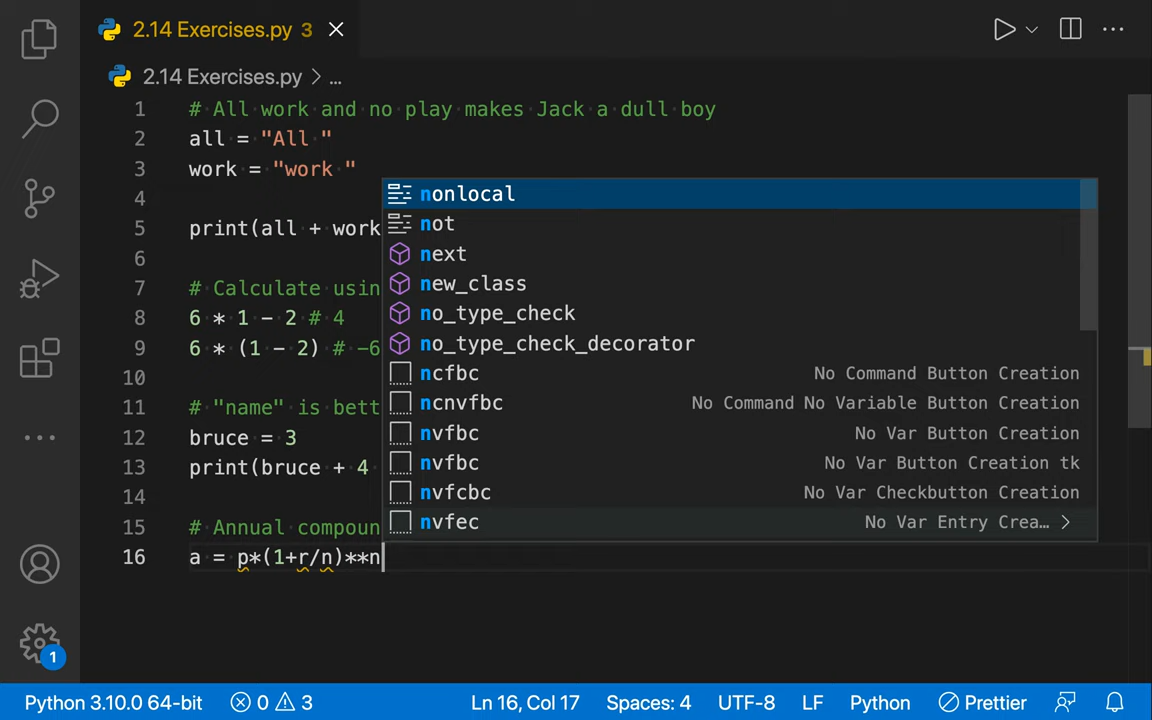 2.14 Exercises.py 3
2.14 Exercises.py > ...
1 # All work and no play makes Jack a dull boy
2 all = "All "
3 work = "work "
4
5 print(all + work
6
7 # Calculate usin
8 6 * 1 - 2 # 4
9 6 * (1 - 2) # -6
10
11 # "name" is bett
12 bruce = 3
13 print(bruce + 4
14
15 # Annual compoun
16 a = p*(1+r/n)**n
nonlocal
not
next
new_class
no_type_check
no_type_check_decorator
ncfbc No Command Button Creation
ncnvfbc No Command No Variable Button Creation
nvfbc No Var Button Creation
nvfbc No Var Button Creation tk
nvfcbc No Var Checkbutton Creation
nvfec No Var Entry Crea… >
1
Python 3.10.0 64-bit 0 3 Ln 16, Col 17 Spaces: 4 UTF-8 LF Python Prettier